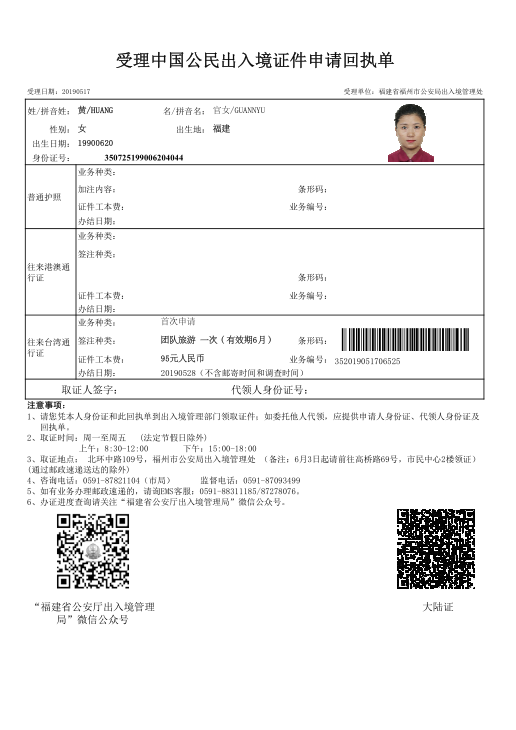 受理中国公民出入境证件申请回执单
受理日期：20190517 受理单位：福建省福州市公安局出入境管理处
姓/拼音姓：黄/HUANG 名/拼音名：官女/GUANNYU
性别：女 出生地：福建
出生日期：19900620
身份证号：350725199006204044
普通护照
业务种类：
加注内容： 条形码：
证件工本费： 业务编号：
办结日期：
往来港澳通行证
业务种类：
签注种类：
条形码：
证件工本费： 业务编号：
办结日期：
往来台湾通行证
业务种类：首次申请
签注种类：团队旅游 一次（有效期6月） 条形码：
证件工本费：95元人民币 业务编号：352019051706525
办结日期：20190528（不含邮寄时间和调查时间）
取证人签字： 代领人身份证号：
注意事项：
1、请您凭本人身份证和此回执单到出入境管理部门领取证件；如委托他人代领，应提供申请人身份证、代领人身份证及
回执单。
2、取证时间：周一至周五 （法定节假日除外）
上午：8:30-12:00 下午：15:00-18:00
3、取证地点： 北环中路109号，福州市公安局出入境管理处 （备注：6月3日起请前往高桥路69号，市民中心2楼领证）
(通过邮政速递送达的除外)
4、咨询电话：0591-87821104（市局） 监督电话：0591-87093499
5、如有业务办理邮政速递的，请询EMS客服：0591-88311185/87278076。
6、办证进度查询请关注“福建省公安厅出入境管理局”微信公众号。
“福建省公安厅出入境管理
局”微信公众号
大陆证